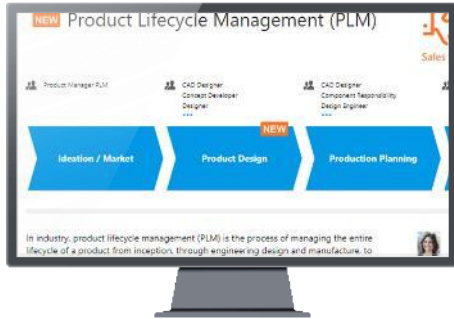 NEW Product Lifecycle Management (PLM)
Sales
Product Manager PLM
CAD Designer
Concept Developer
Designer
CAD Designer
Component Responsibility
Design Engineer
NEW
Ideation / Market
Product Design
Production Planning
In industry, product lifecycle management (PLM) is the process of managing the entire
lifecycle of a product from inception, through engineering design and manufacture, to